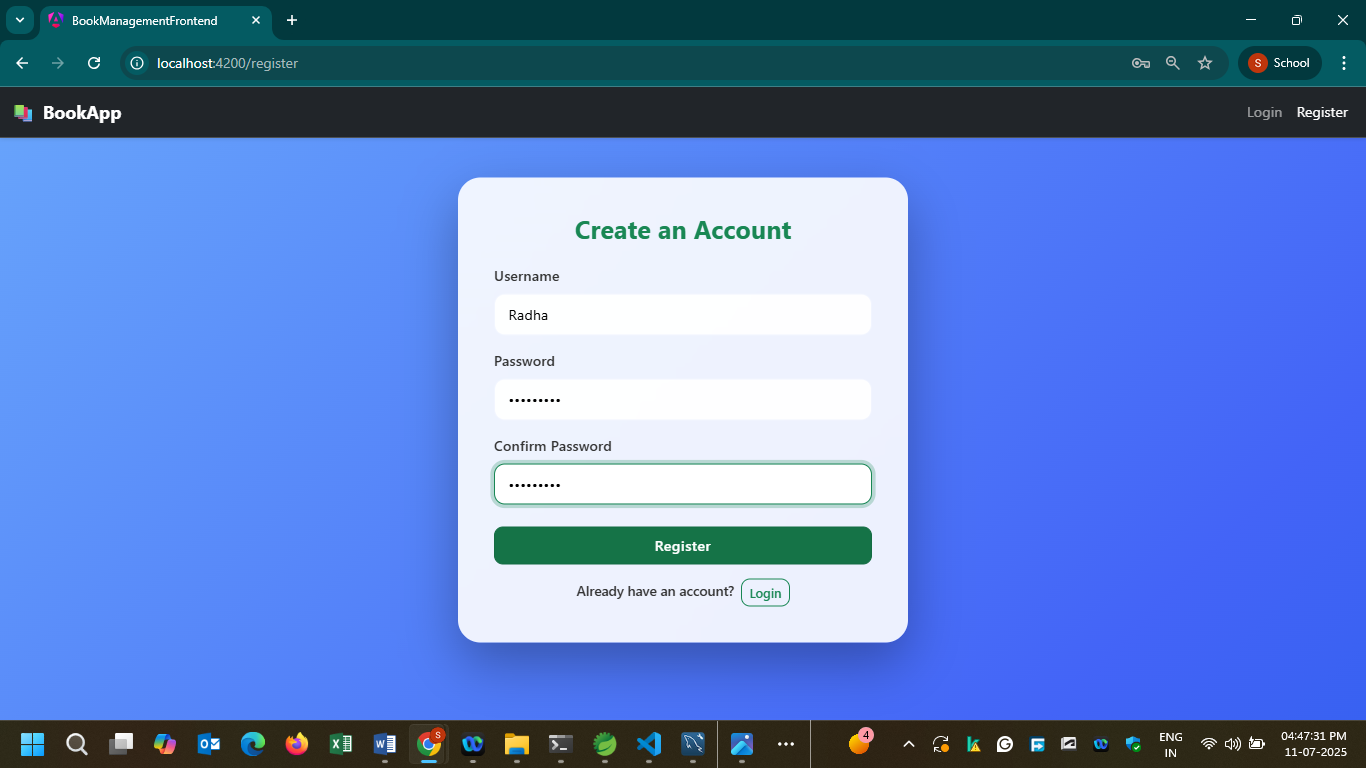 BookManagementFrontend
localhost:4200/register
S School
BookApp
Login Register
Create an Account
Username
Radha
Password
•••••••••
Confirm Password
•••••••••
Register
Already have an account? Login
S
4
ENG
IN
04:47:31 PM
11-07-2025